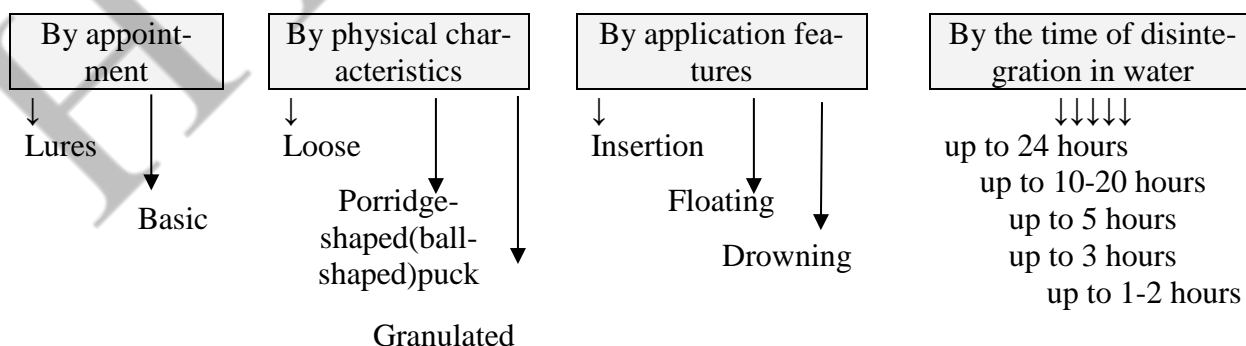 By appoint-
ment
By physical char-
acteristics
By application fea-
tures
By the time of disinte-
gration in water
↓
Lures
Basic
↓
Loose
Porridge-
shaped(ball-
shaped)puck
Granulated
↓
Insertion
Floating
Drowning
↓↓↓↓↓
up to 24 hours
up to 10-20 hours
up to 5 hours
up to 3 hours
up to 1-2 hours